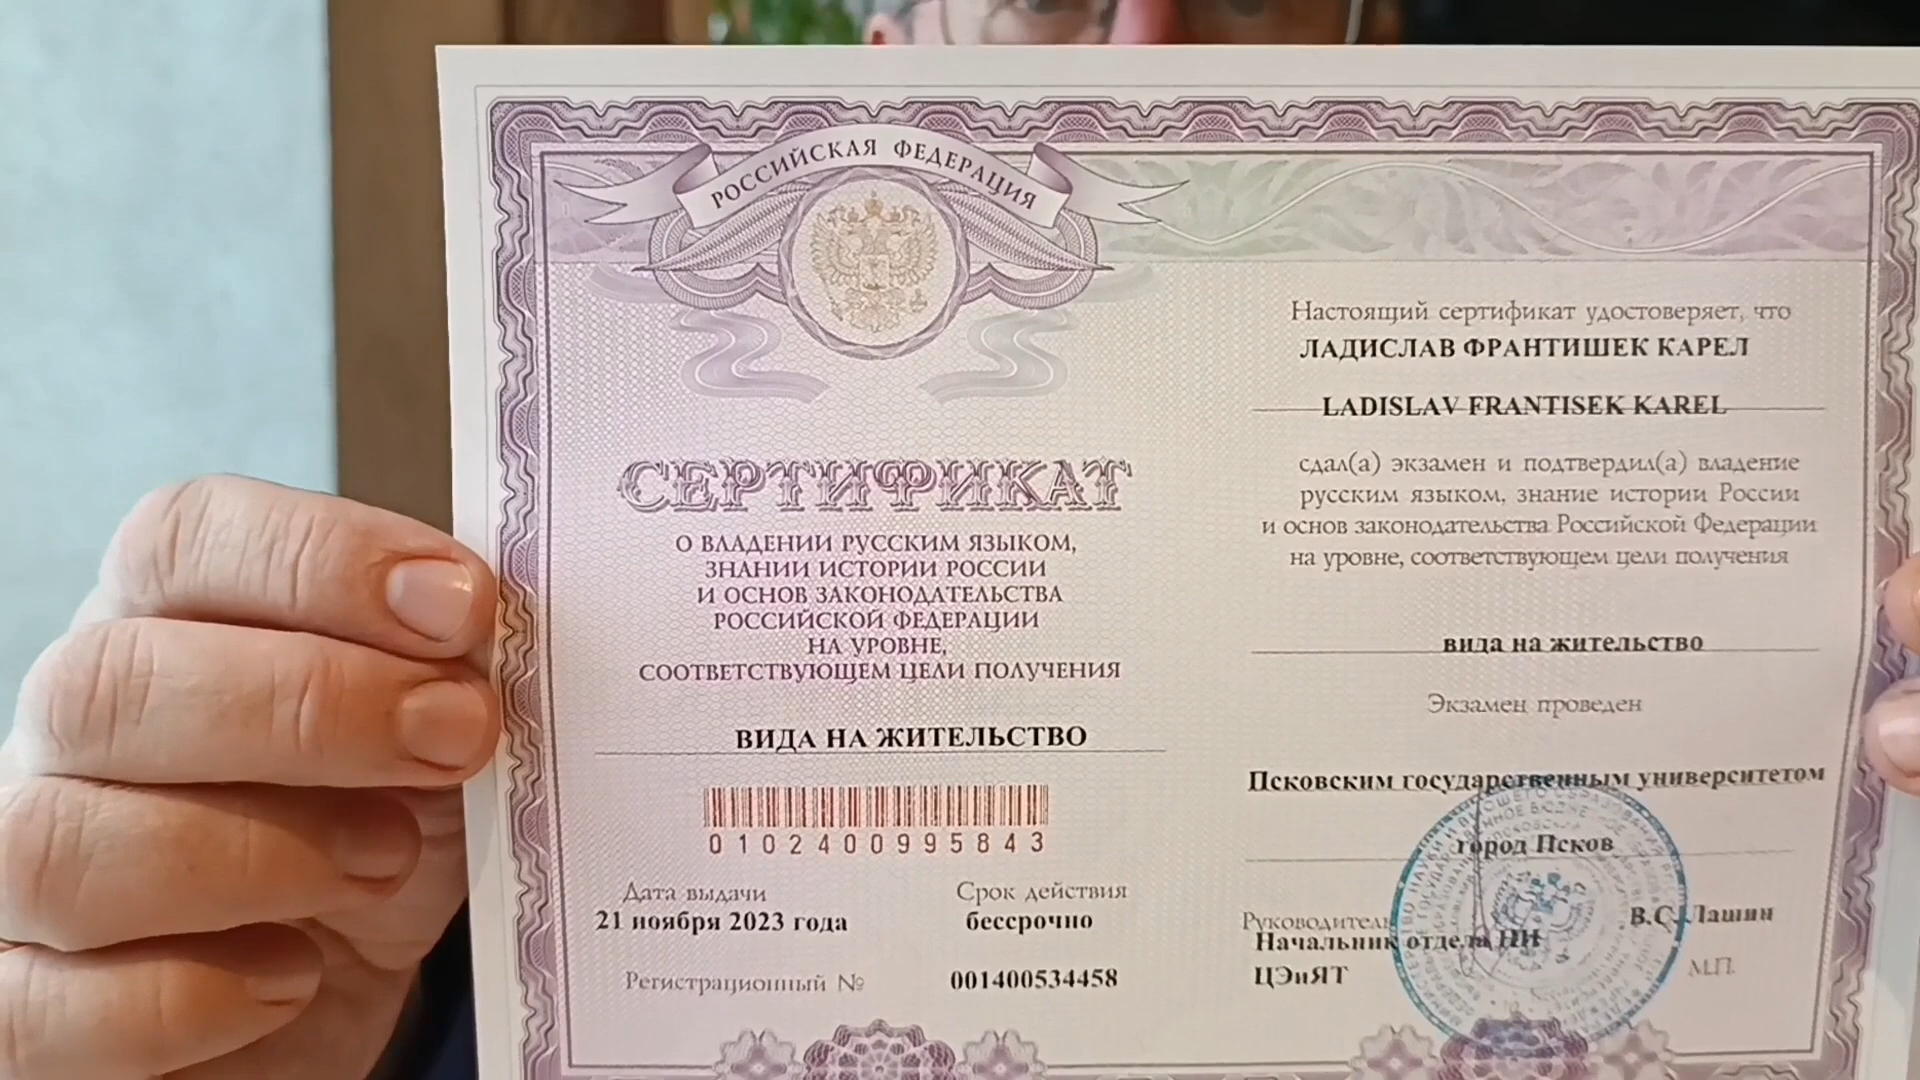 РОССИЙСКАЯ ФЕДЕРАЦИЯ
СЕРТИФИКАТ
О ВЛАДЕНИИ РУССКИМ ЯЗЫКОМ,
ЗНАНИИ ИСТОРИИ РОССИИ
И ОСНОВ ЗАКОНОДАТЕЛЬСТВА
РОССИЙСКОЙ ФЕДЕРАЦИИ
НА УРОВНЕ,
СООТВЕТСТВУЮЩЕМ ЦЕЛИ ПОЛУЧЕНИЯ
ВИДА НА ЖИТЕЛЬСТВО
0102400995843
Дата выдачи
21 ноября 2023 года
Срок действия
бессрочно
Регистрационный № 001400534458
Настоящий сертификат удостоверяет, что
ЛАДИСЛАВ ФРАНТИШЕК КАРЕЛ
LADISLAV FRANTISEK KAREL
сдал(а) экзамен и подтвердил(а) владение
русским языком, знание истории России
и основ законодательства Российской Федерации
на уровне, соответствующем цели получения
вида на жительство
Экзамен проведен
Псковским государственным университетом
город Псков
Руководитель В.С. Лашин
Начальник отдела
ЦЭиЯТ
М.П.